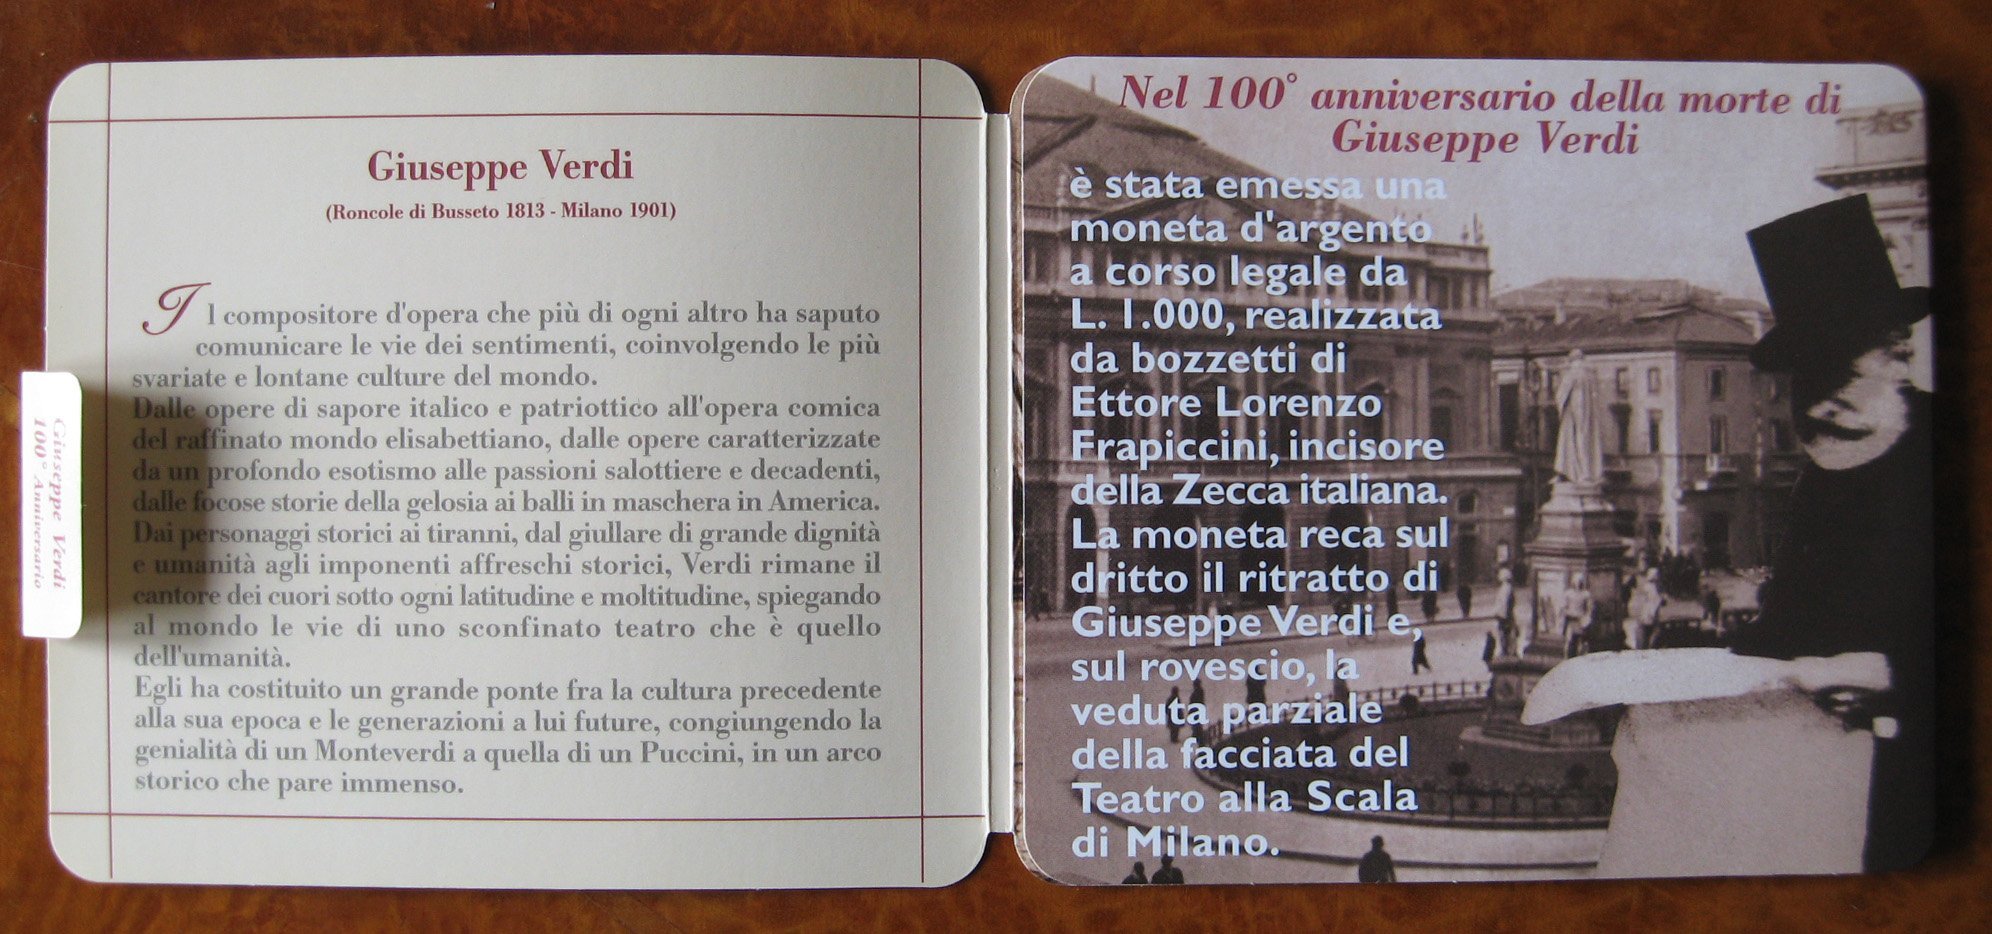 Giuseppe Verdi
(Roncole di Busseto 1813 - Milano 1901)
Il compositore d'opera che più di ogni altro ha saputo
comunicare le vie dei sentimenti, coinvolgendo le più
svariate e lontane culture del mondo.
Dalle opere di sapore italico e patriottico all'opera comica
del raffinato mondo elisabettiano, dalle opere caratterizzate
da un profondo esotismo alle passioni salottiere e decadenti,
dalle focose storie della gelosia ai balli in maschera in America.
Dai personaggi storici ai tiranni, dal giullare di grande dignità
e umanità agli imponenti affreschi storici, Verdi rimane il
cantore dei cuori sotto ogni latitudine e moltitudine, spiegando
al mondo le vie di uno sconfinato teatro che è quello
dell'umanità.
Egli ha costituito un grande ponte fra la cultura precedente
alla sua epoca e le generazioni a lui future, congiungendo la
genialità di un Monteverdi a quella di un Puccini, in un arco
storico che pare immenso.
Giuseppe Verdi
100° Anniversario
Nel 100° anniversario della morte di
Giuseppe Verdi
è stata emessa una
moneta d'argento
a corso legale da
L. 1.000, realizzata
da bozzetti di
Ettore Lorenzo
Frapiccini, incisore
della Zecca italiana.
La moneta reca sul
dritto il ritratto di
Giuseppe Verdi e,
sul rovescio, la
veduta parziale
della facciata del
Teatro alla Scala
di Milano.